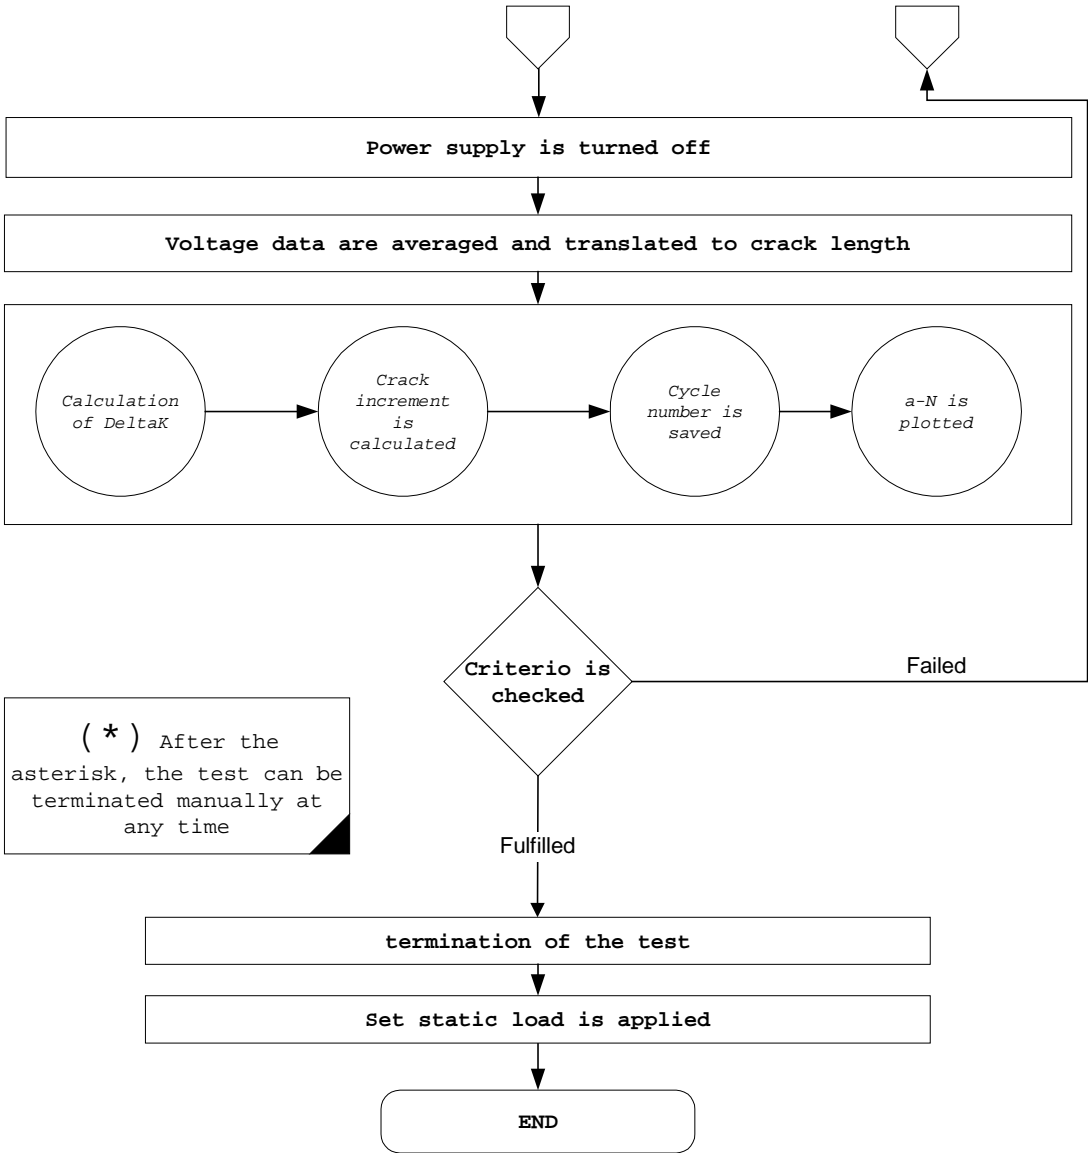 Power supply is turned off
Voltage data are averaged and translated to crack length
Calculation
of DeltaK
Crack
increment
is
calculated
Cycle
number is
saved
a-N is
plotted
Criterio is
checked
Failed
(*) After the
asterisk, the test can be
terminated manually at
any time
Fulfilled
termination of the test
Set static load is applied
END